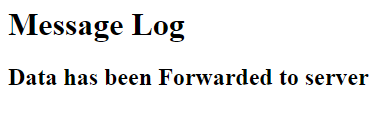 Message Log
Data has been Forwarded to server